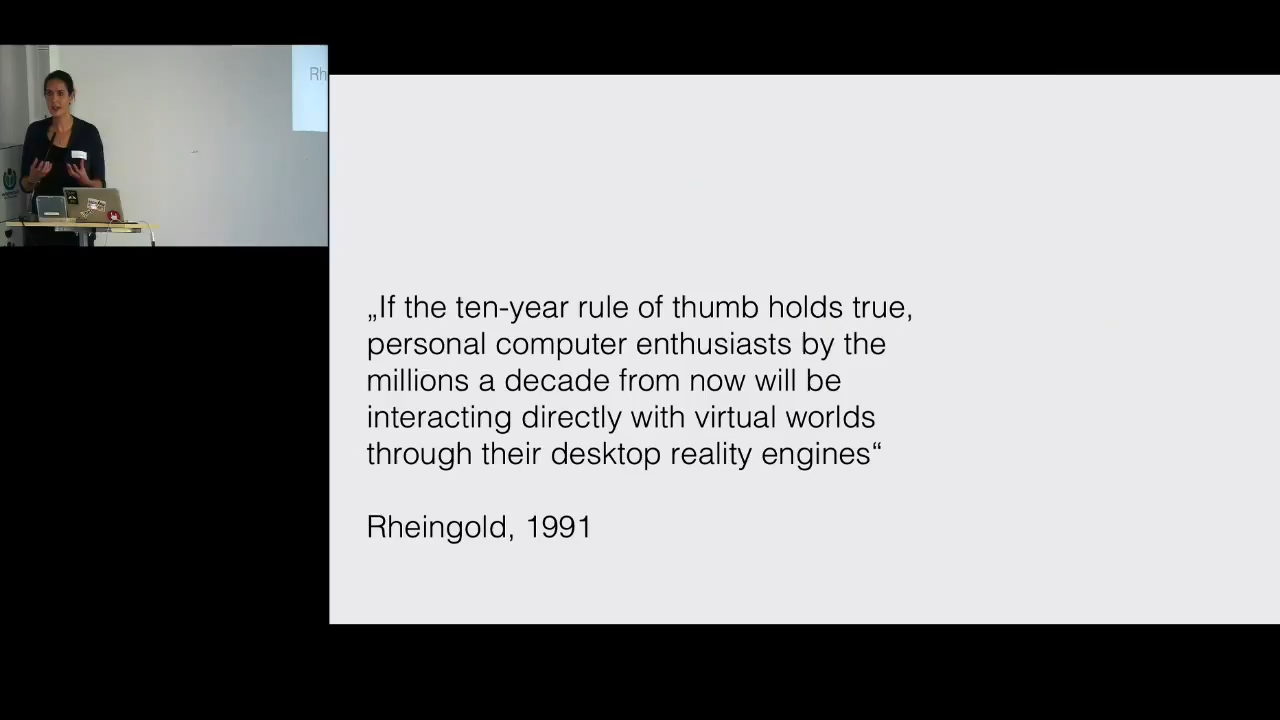 Rh
„If the ten-year rule of thumb holds true,
personal computer enthusiasts by the
millions a decade from now will be
interacting directly with virtual worlds
through their desktop reality engines“
Rheingold, 1991